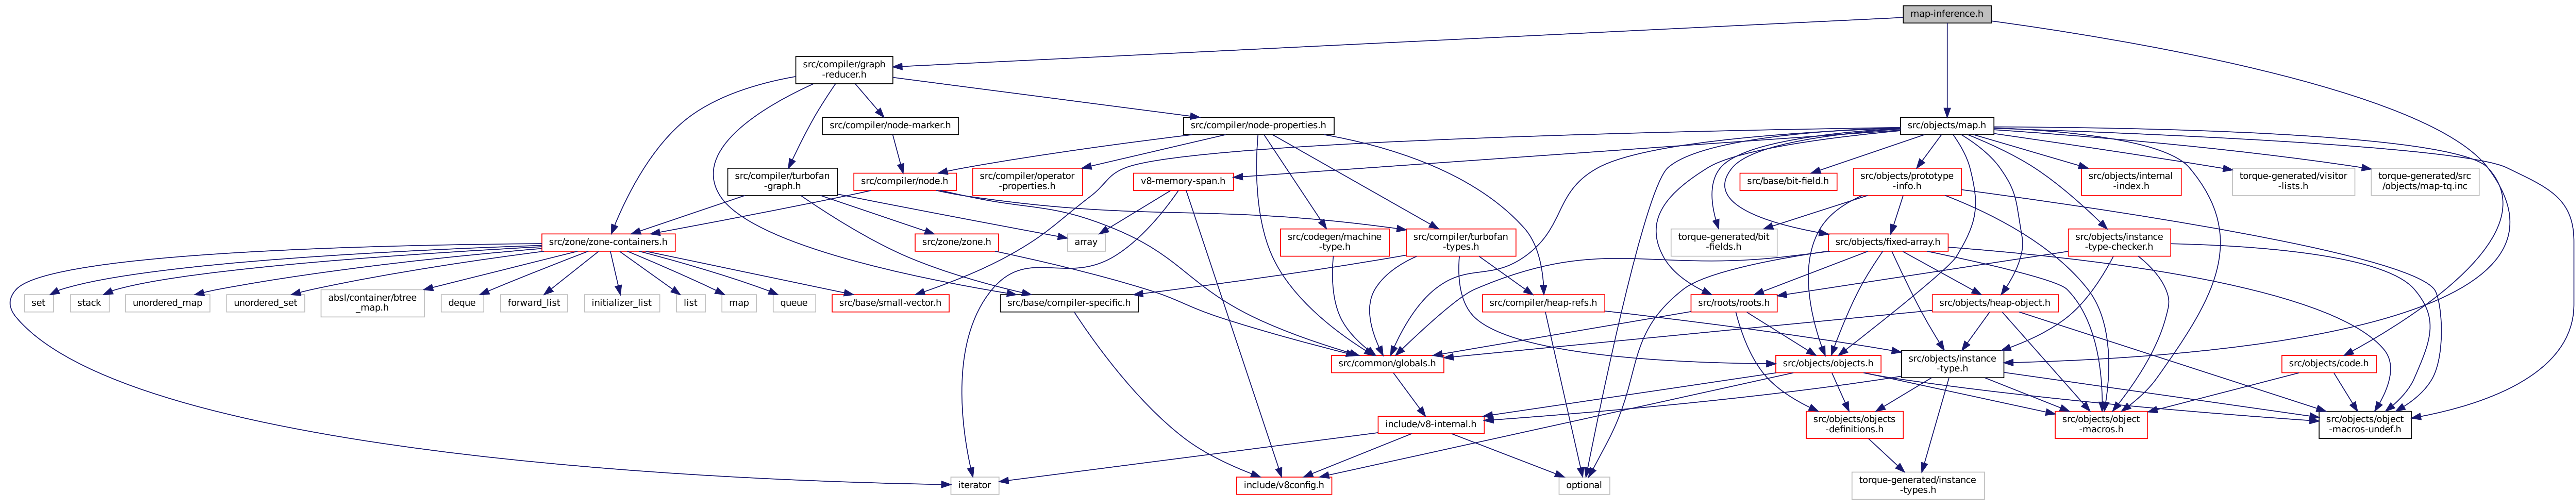 map-inference.h
src/compiler/graph
-reducer.h
src/compiler/node-marker.h
src/compiler/node-properties.h
src/objects/map.h
src/compiler/turbofan
-graph.h
src/compiler/node.h
src/compiler/operator
-properties.h
v8-memory-span.h
src/base/bit-field.h
src/objects/prototype
-info.h
src/objects/internal
-index.h
torque-generated/visitor
-lists.h
torque-generated/src
/objects/map-tq.inc
src/zone/zone-containers.h
src/zone/zone.h
array
src/codegen/machine
-type.h
src/compiler/turbofan
-types.h
torque-generated/bit
-fields.h
src/objects/fixed-array.h
src/objects/instance
-type-checker.h
set
stack
unordered_map
unordered_set
absl/container/btree
_map.h
deque
forward_list
initializer_list
list
map
queue
src/base/small-vector.h
src/base/compiler-specific.h
src/compiler/heap-refs.h
src/roots/roots.h
src/objects/heap-object.h
src/common/globals.h
src/objects/objects.h
src/objects/instance
-type.h
src/objects/code.h
include/v8-internal.h
src/objects/objects
-definitions.h
src/objects/object
-macros.h
src/objects/object
-macros-undef.h
iterator
include/v8config.h
optional
torque-generated/instance
-types.h